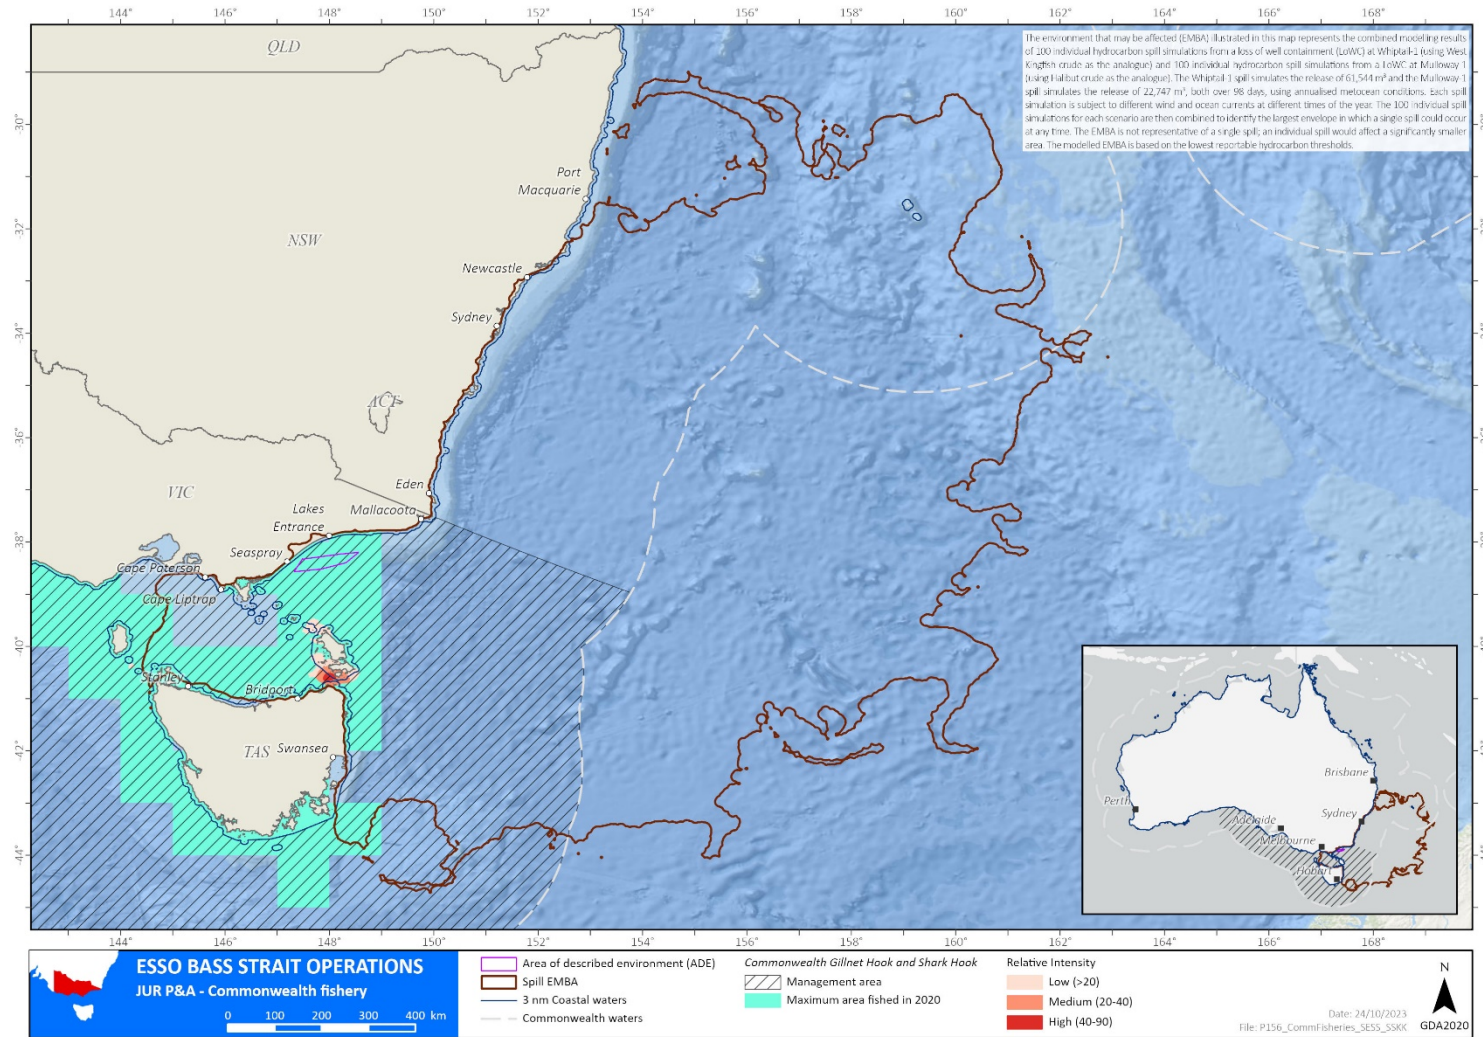 144° 146° 148° 150° 152° 154° 156° 158° 160° 162° 164° 166° 168°
The environment that may be affected (EMBA) illustrated in this map represents the combined modelling results
of 100 individual hydrocarbon spill simulations from a loss of well containment (LoWC) at Whiptail-1 (using West
Kingfish crude as the analogue) and 100 individual hydrocarbon spill simulations from a LoWC at Mulloway-1
(using Halibut crude as the analogue). The Whiptail-1 spill simulates the release of 61,544 m³ and the Mulloway-1
spill simulates the release of 22,747 m³, both over 98 days, using annualised metocean conditions. Each spill
simulation is subject to different wind and ocean currents at different times of the year. The 100 individual spill
simulations for each scenario are then combined to identify the largest envelope in which a single spill could occur
at any time. The EMBA is not representative of a single spill; an individual spill would affect a significantly smaller
area. The modelled EMBA is based on the lowest reportable hydrocarbon thresholds.
QLD
30°
Port
Macquarie
32°
NSW
Newcastle
Sydney
34°
ACT
36°
VIC
Eden
Lakes
Entrance
Mallacoota
38°
Seaspray
Cape Paterson
Cape Liptrap
40°
Stanley
Bridport
TAS
Swansea
42°
44°
Brisbane
Perth
Sydney
Adelaide
Melbourne
Hobart
144° 146° 148° 150° 152° 154° 156° 158° 160° 162° 164° 166° 168°
ESSO BASS STRAIT OPERATIONS
JUR P&A - Commonwealth fishery
0 100 200 300 400 km
Area of described environment (ADE)
Spill EMBA
3 nm Coastal waters
Commonwealth waters
Commonwealth Gillnet Hook and Shark Hook
Management area
Maximum area fished in 2020
Relative Intensity
Low (>20)
Medium (20-40)
High (40-90)
Date: 24/10/2023
File: P156_CommFisheries_SESS_SSKK
N
GDA2020